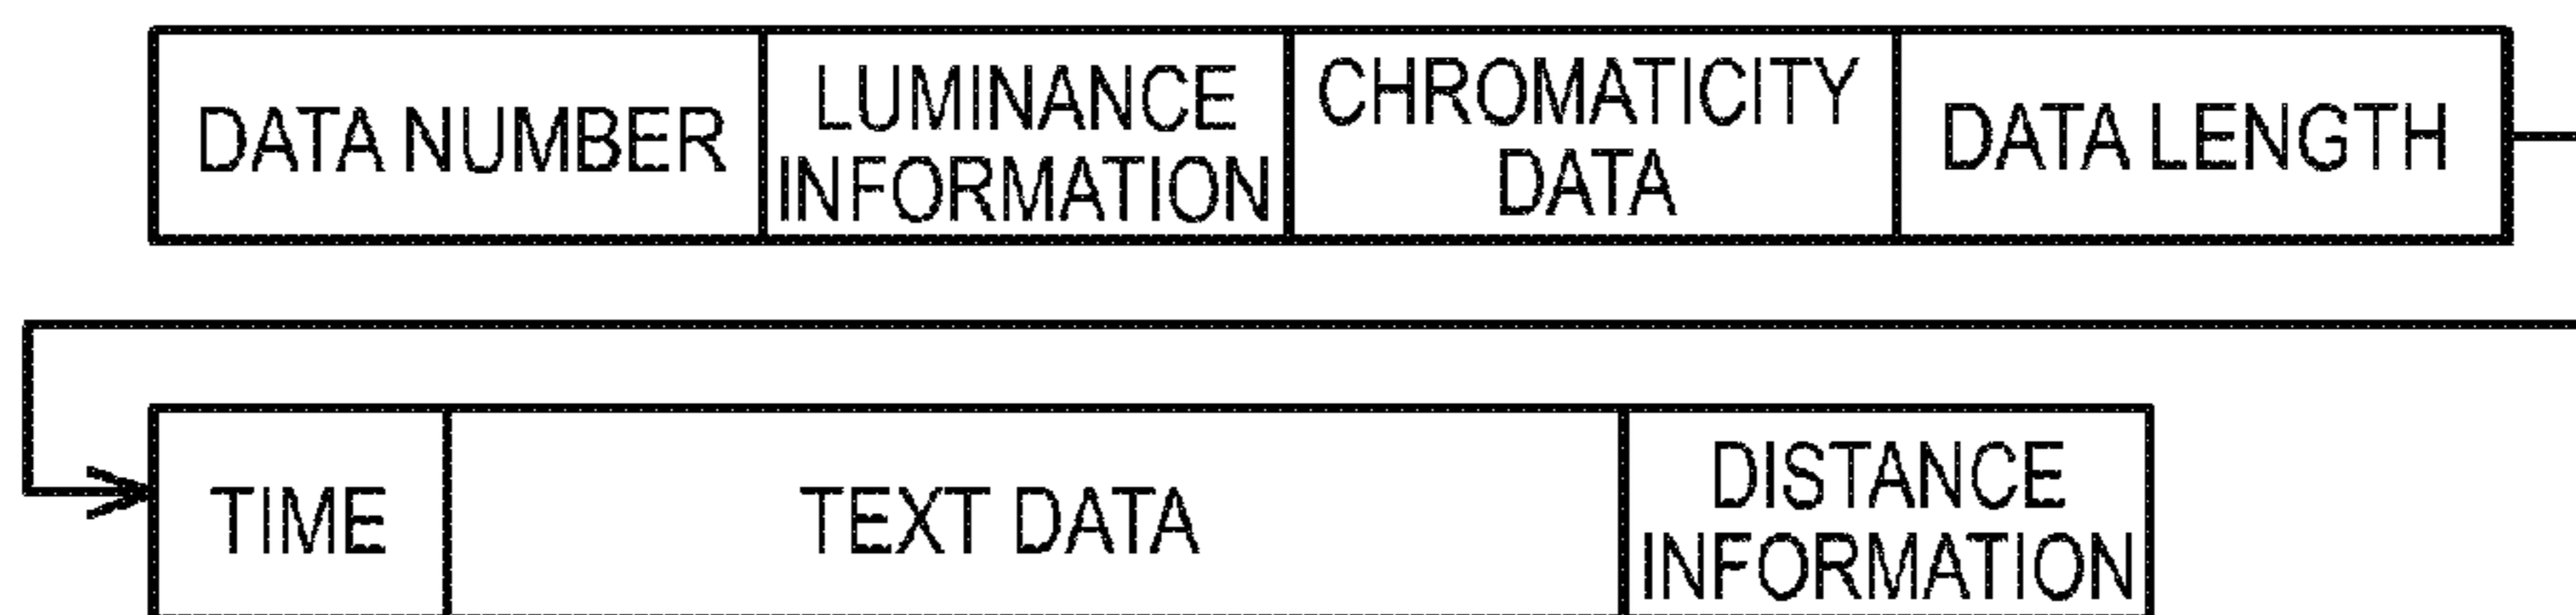 DATA NUMBER
LUMINANCE
INFORMATION
CHROMATICITY
DATA
DATA LENGTH
TIME
TEXT DATA
DISTANCE
INFORMATION